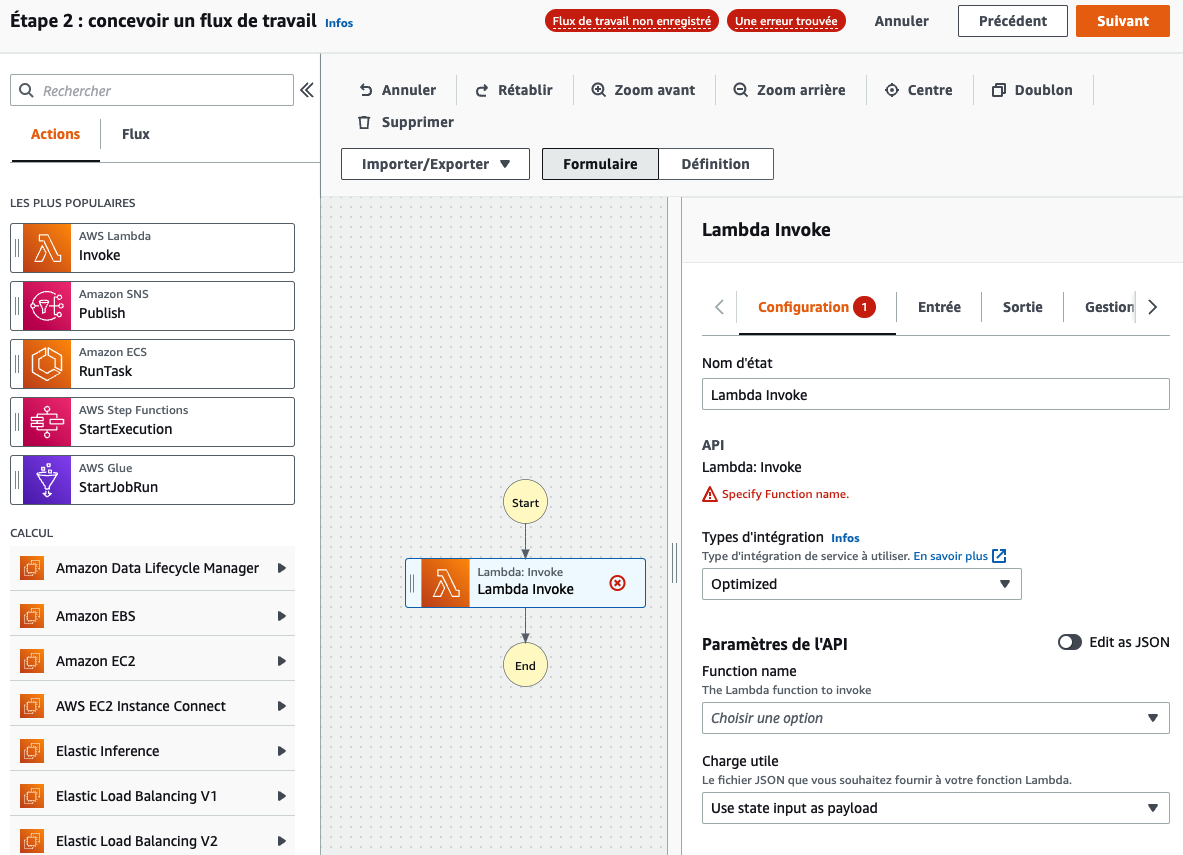 Étape 2 : concevoir un flux de travail Infos
Flux de travail non enregistré
Une erreur trouvée
Annuler
Précédent
Suivant
Rechercher
Actions
Flux
LES PLUS POPULAIRES
AWS Lambda
Invoke
Amazon SNS
Publish
Amazon ECS
RunTask
AWS Step Functions
StartExecution
AWS Glue
StartJobRun
CALCUL
Amazon Data Lifecycle Manager
Amazon EBS
Amazon EC2
AWS EC2 Instance Connect
Elastic Inference
Elastic Load Balancing V1
Elastic Load Balancing V2
Annuler
Rétablir
Zoom avant
Zoom arrière
Centre
Doublon
Supprimer
Importer/Exporter
Formulaire
Définition
Start
Lambda: Invoke
Lambda Invoke
End
Lambda Invoke
Configuration 1
Entrée
Sortie
Gestion
Nom d'état
Lambda Invoke
API
Lambda: Invoke
Specify Function name.
Types d'intégration Infos
Type d'intégration de service à utiliser. En savoir plus
Optimized
Paramètres de l'API
Edit as JSON
Function name
The Lambda function to invoke
Choisir une option
Charge utile
Le fichier JSON que vous souhaitez fournir à votre fonction Lambda.
Use state input as payload